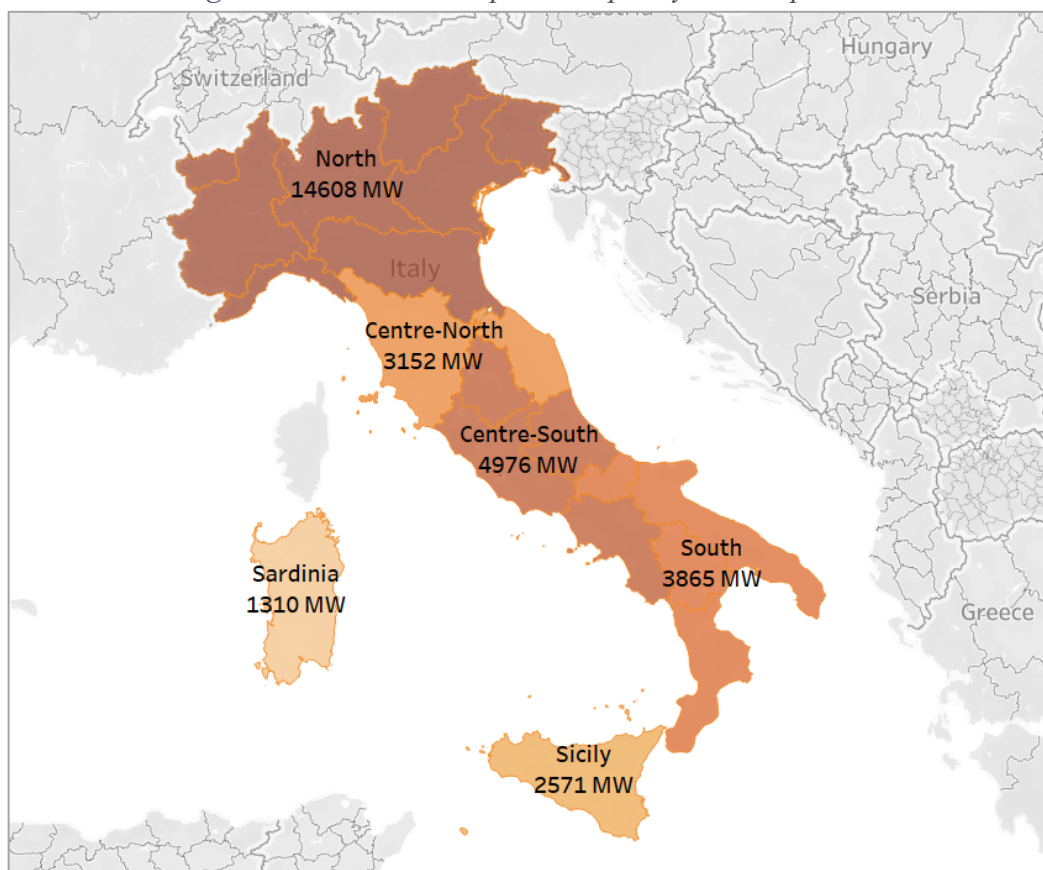 Hungary
Switzerland
North
14608 MW
Italy
Serbia
Centre-North
3152 MW
Centre-South
4976 MW
South
3865 MW
Sardinia
1310 MW
Greece
Sicily
2571 MW